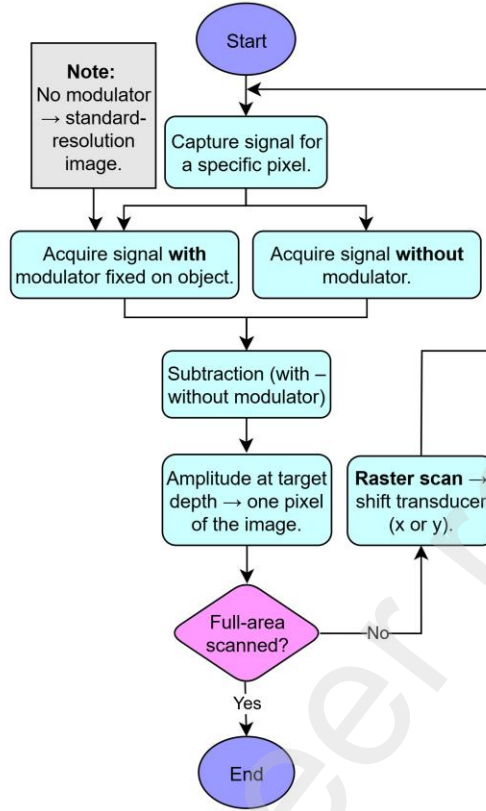 Start
Note:
No modulator
→ standard-
resolution
image.
Capture signal for
a specific pixel.
Acquire signal with
modulator fixed on object.
Acquire signal without
modulator.
Subtraction (with –
without modulator)
Amplitude at target
depth → one pixel
of the image.
Raster scan →
shift transducer
(x or y).
Full-area
scanned?
No
Yes
End